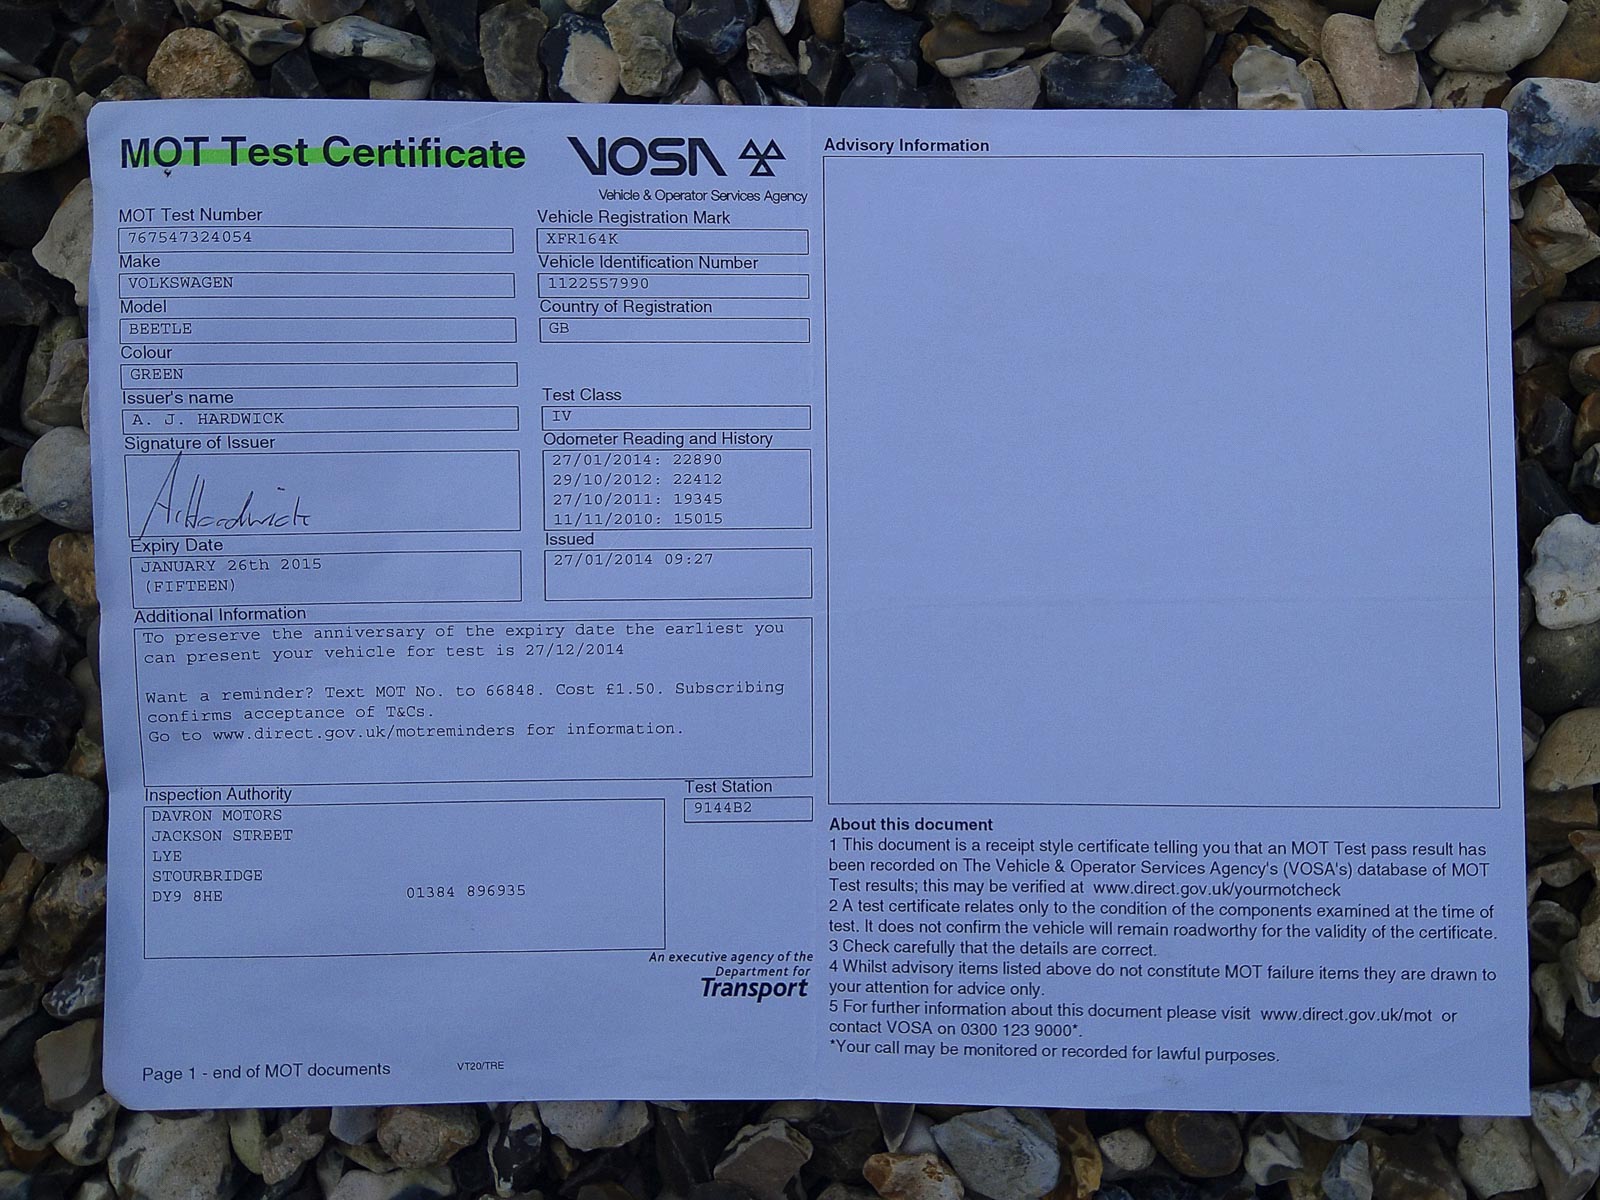 MOT Test Certificate
VOSA
Vehicle & Operator Services Agency
MOT Test Number
767547324054
Vehicle Registration Mark
XFR164K
Make
VOLKSWAGEN
Vehicle Identification Number
1122557990
Model
BEETLE
Country of Registration
GB
Colour
GREEN
Issuer's name
A. J. HARDWICK
Test Class
IV
Signature of Issuer
AHardwick
Odometer Reading and History
27/01/2014: 22890
29/10/2012: 22412
27/10/2011: 19345
11/11/2010: 15015
Expiry Date
JANUARY 26th 2015
(FIFTEEN)
Issued
27/01/2014 09:27
Additional Information
To preserve the anniversary of the expiry date the earliest you
can present your vehicle for test is 27/12/2014
Want a reminder? Text MOT No. to 66848. Cost £1.50. Subscribing
confirms acceptance of T&Cs.
Go to www.direct.gov.uk/motreminders for information.
Inspection Authority
DAVRON MOTORS
JACKSON STREET
LYE
STOURBRIDGE
DY9 8HE 01384 896935
Test Station
9144B2
An executive agency of the
Department for
Transport
Page 1 - end of MOT documents
VT20/TRE
Advisory Information
About this document
1 This document is a receipt style certificate telling you that an MOT Test pass result has
been recorded on The Vehicle & Operator Services Agency's (VOSA's) database of MOT
Test results; this may be verified at www.direct.gov.uk/yourmotcheck
2 A test certificate relates only to the condition of the components examined at the time of
test. It does not confirm the vehicle will remain roadworthy for the validity of the certificate.
3 Check carefully that the details are correct.
4 Whilst advisory items listed above do not constitute MOT failure items they are drawn to
your attention for advice only.
5 For further information about this document please visit www.direct.gov.uk/mot or
contact VOSA on 0300 123 9000*.
*Your call may be monitored or recorded for lawful purposes.